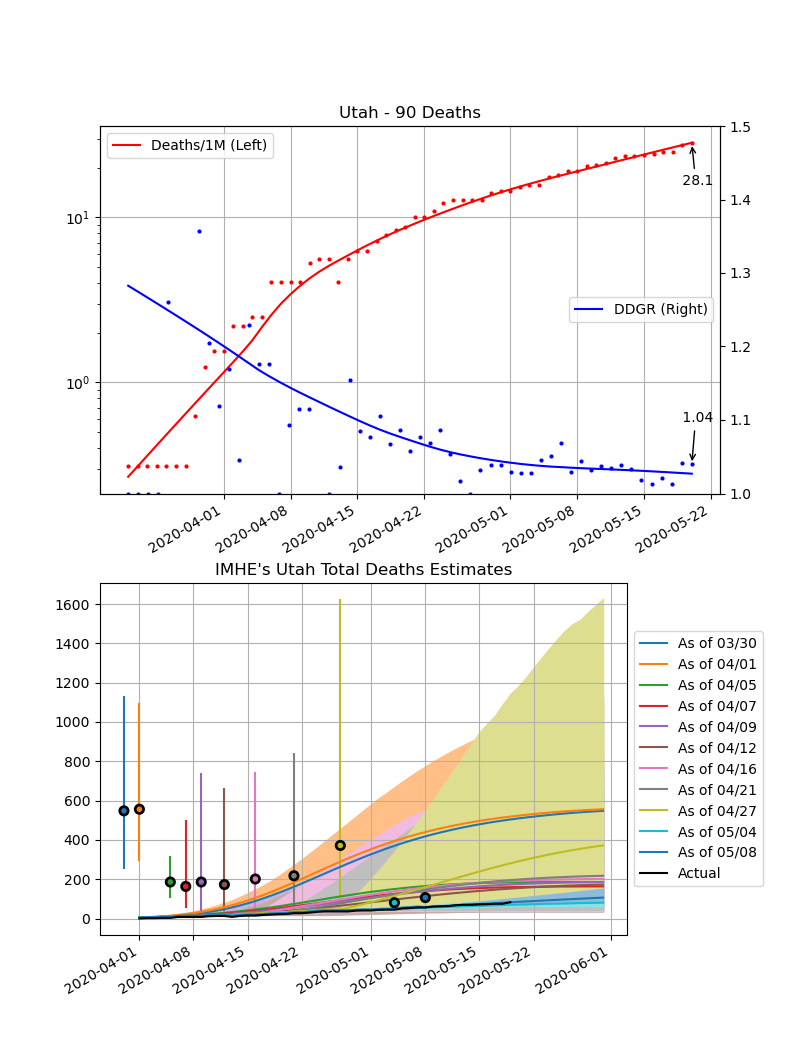 Utah - 90 Deaths
Deaths/1M (Left)
DDGR (Right)
28.1
1.04
10^1
10^0
1.5
1.4
1.3
1.2
1.1
1.0
2020-04-01
2020-04-08
2020-04-15
2020-04-22
2020-05-01
2020-05-08
2020-05-15
2020-05-22
IMHE's Utah Total Deaths Estimates
1600
1400
1200
1000
800
600
400
200
0
2020-04-01
2020-04-08
2020-04-15
2020-04-22
2020-05-01
2020-05-08
2020-05-15
2020-05-22
2020-06-01
As of 03/30
As of 04/01
As of 04/05
As of 04/07
As of 04/09
As of 04/12
As of 04/16
As of 04/21
As of 04/27
As of 05/04
As of 05/08
Actual